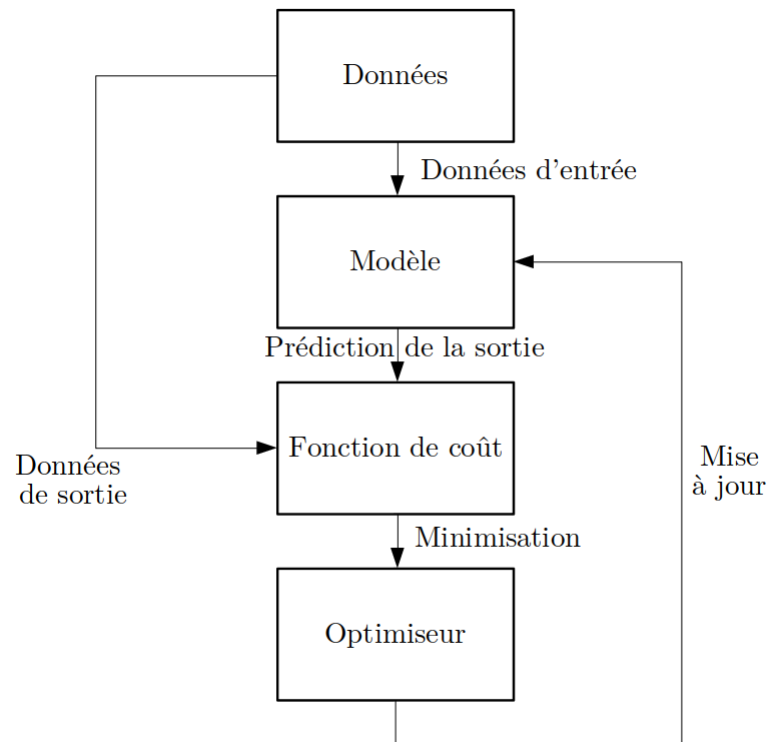 Données
Données d'entrée
Modèle
Prédiction de la sortie
Fonction de coût
Données
de sortie
Mise
à jour
Minimisation
Optimiseur